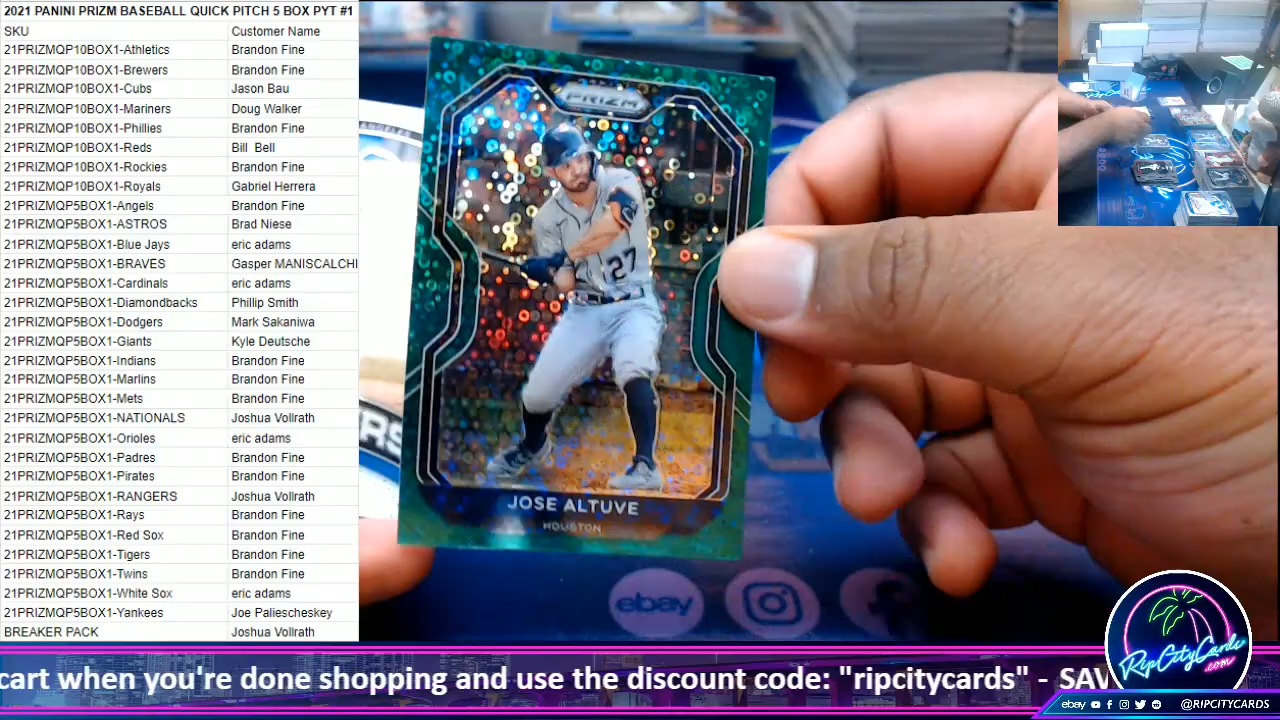 2021 PANINI PRIZM BASEBALL QUICK PITCH 5 BOX PYT #1
SKU Customer Name
21PRIZMQP10BOX1-Athletics Brandon Fine
21PRIZMQP10BOX1-Brewers Brandon Fine
21PRIZMQP10BOX1-Cubs Jason Bau
21PRIZMQP10BOX1-Mariners Doug Walker
21PRIZMQP10BOX1-Phillies Brandon Fine
21PRIZMQP10BOX1-Reds Bill Bell
21PRIZMQP10BOX1-Rockies Brandon Fine
21PRIZMQP10BOX1-Royals Gabriel Herrera
21PRIZMQP5BOX1-Angels Brandon Fine
21PRIZMQP5BOX1-ASTROS Brad Niese
21PRIZMQP5BOX1-Blue Jays eric adams
21PRIZMQP5BOX1-BRAVES Gasper MANISCALCHI
21PRIZMQP5BOX1-Cardinals eric adams
21PRIZMQP5BOX1-Diamondbacks Phillip Smith
21PRIZMQP5BOX1-Dodgers Mark Sakaniwa
21PRIZMQP5BOX1-Giants Kyle Deutsche
21PRIZMQP5BOX1-Indians Brandon Fine
21PRIZMQP5BOX1-Marlins Brandon Fine
21PRIZMQP5BOX1-Mets Brandon Fine
21PRIZMQP5BOX1-NATIONALS Joshua Vollrath
21PRIZMQP5BOX1-Orioles eric adams
21PRIZMQP5BOX1-Padres Brandon Fine
21PRIZMQP5BOX1-Pirates Brandon Fine
21PRIZMQP5BOX1-RANGERS Joshua Vollrath
21PRIZMQP5BOX1-Rays Brandon Fine
21PRIZMQP5BOX1-Red Sox Brandon Fine
21PRIZMQP5BOX1-Tigers Brandon Fine
21PRIZMQP5BOX1-Twins Brandon Fine
21PRIZMQP5BOX1-White Sox eric adams
21PRIZMQP5BOX1-Yankees Joe Paliescheskey
BREAKER PACK Joshua Vollrath
PRIZM
27
JOSE ALTUVE
HOUSTON
ebay
cart when you're done shopping and use the discount code: "ripcitycards" - SAV
RipCityCards
.com
ebay @RIPCITYCARDS